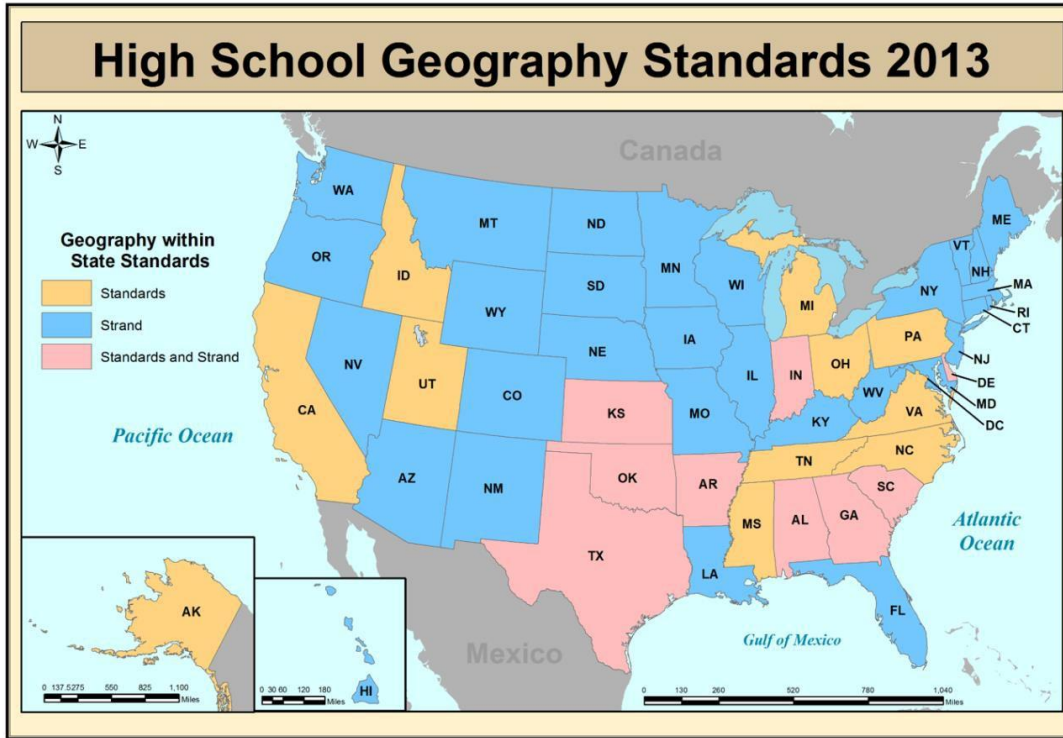 High School Geography Standards 2013
N
W E
S
Canada
Geography within
State Standards
Standards
Strand
Standards and Strand
WA
OR
ID
MT
WY
ND
SD
NE
MN
IA
WI
MI
IL
IN
OH
PA
NY
VT
NH
ME
MA
RI
CT
NJ
DE
MD
DC
CA
NV
UT
CO
KS
MO
KY
WV
VA
NC
TN
AZ
NM
OK
AR
TX
LA
MS
AL
GA
SC
FL
AK
HI
Pacific Ocean
Atlantic
Ocean
Gulf of Mexico
Mexico
0 137.5275 550 825 1,100
Miles
0 30 60 120 180
Miles
0 130 260 520 780 1,040
Miles